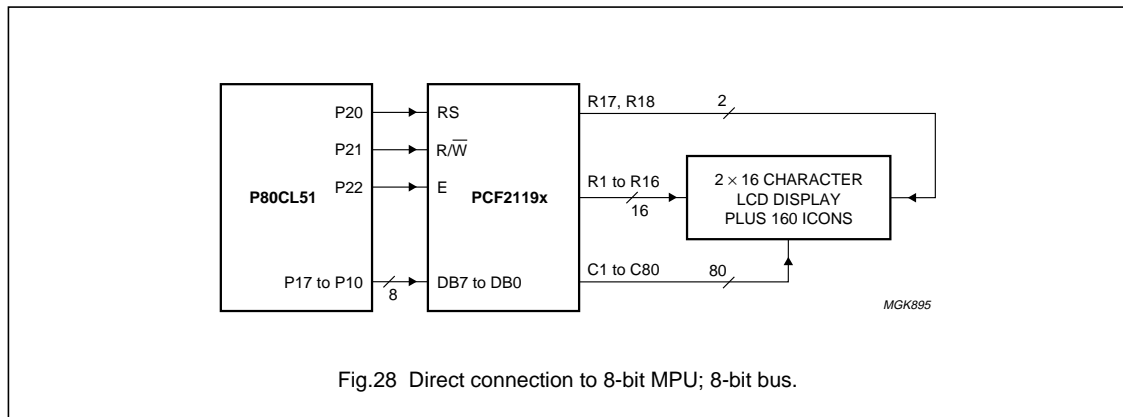 P80CL51
P20
P21
P22
P17 to P10
8
PCF2119x
RS
R/W̅
E
DB7 to DB0
R17, R18
2
R1 to R16
16
C1 to C80
80
2 × 16 CHARACTER
LCD DISPLAY
PLUS 160 ICONS
MGK895
Fig.28 Direct connection to 8-bit MPU; 8-bit bus.